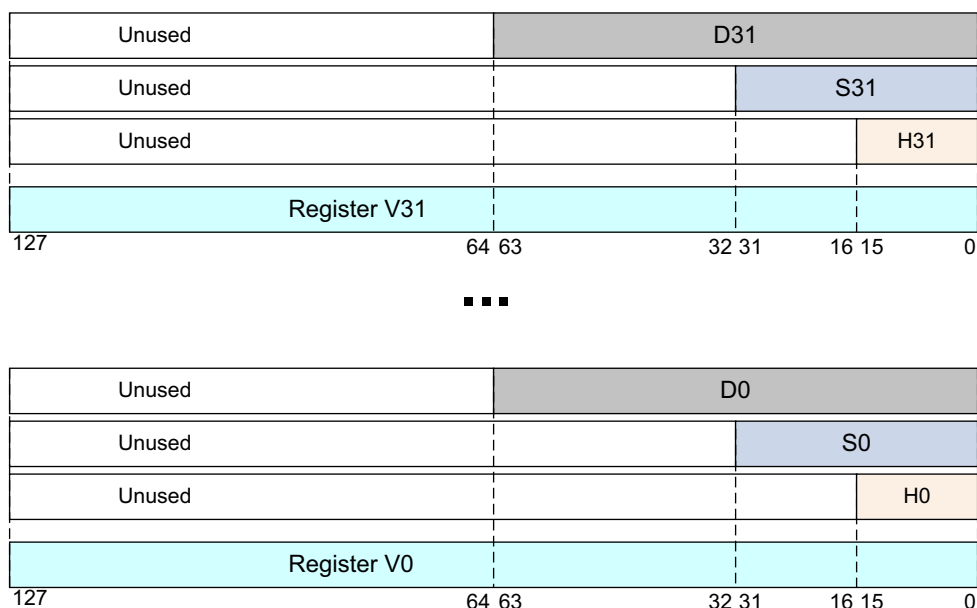 Unused D31
Unused S31
Unused H31
Register V31
127 64 63 32 31 16 15 0
...
Unused D0
Unused S0
Unused H0
Register V0
127 64 63 32 31 16 15 0